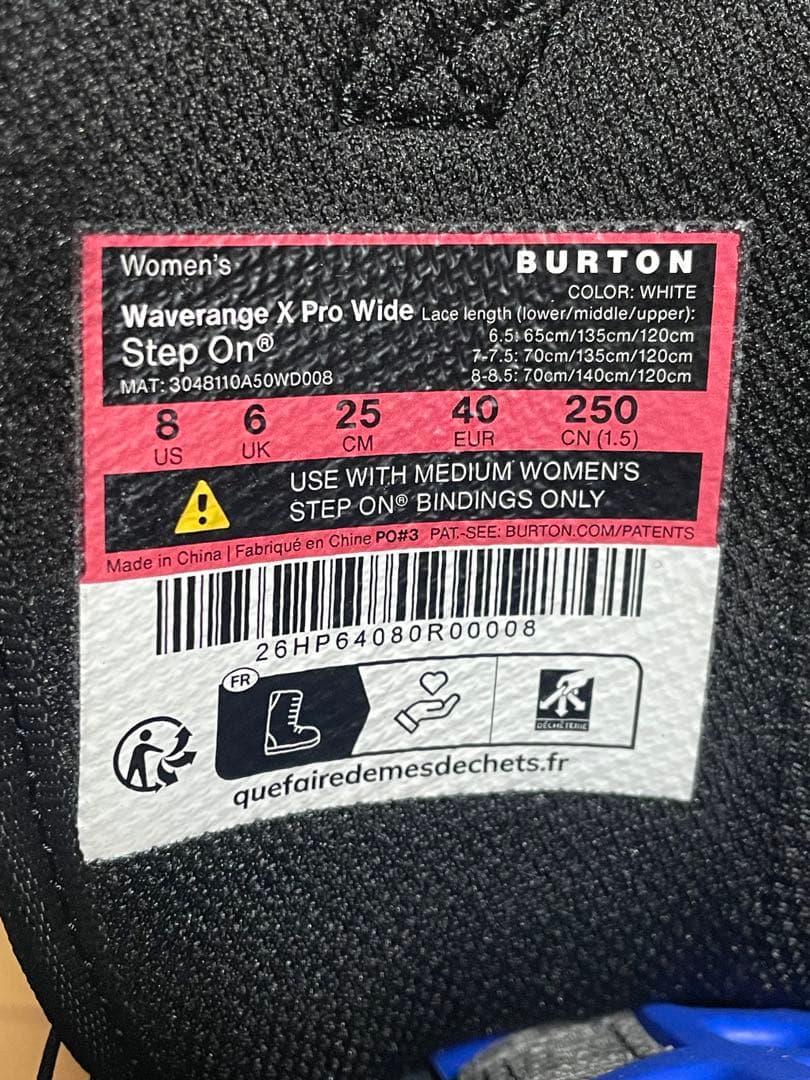 Women's
BURTON
COLOR: WHITE
Waverange X Pro Wide
Step On®
MAT: 3048110A50WD008
Lace length (lower/middle/upper):
6.5: 65cm/135cm/120cm
7-7.5: 70cm/135cm/120cm
8-8.5: 70cm/140cm/120cm
8 6 25 40 250
US UK CM EUR CN (1.5)
USE WITH MEDIUM WOMEN'S
STEP ON® BINDINGS ONLY
Made in China | Fabriqué en Chine PO#3 PAT.-SEE: BURTON.COM/PATENTS
26HP64080R00008
FR
DÉCHÈTERIE
quefairedemesdechets.fr